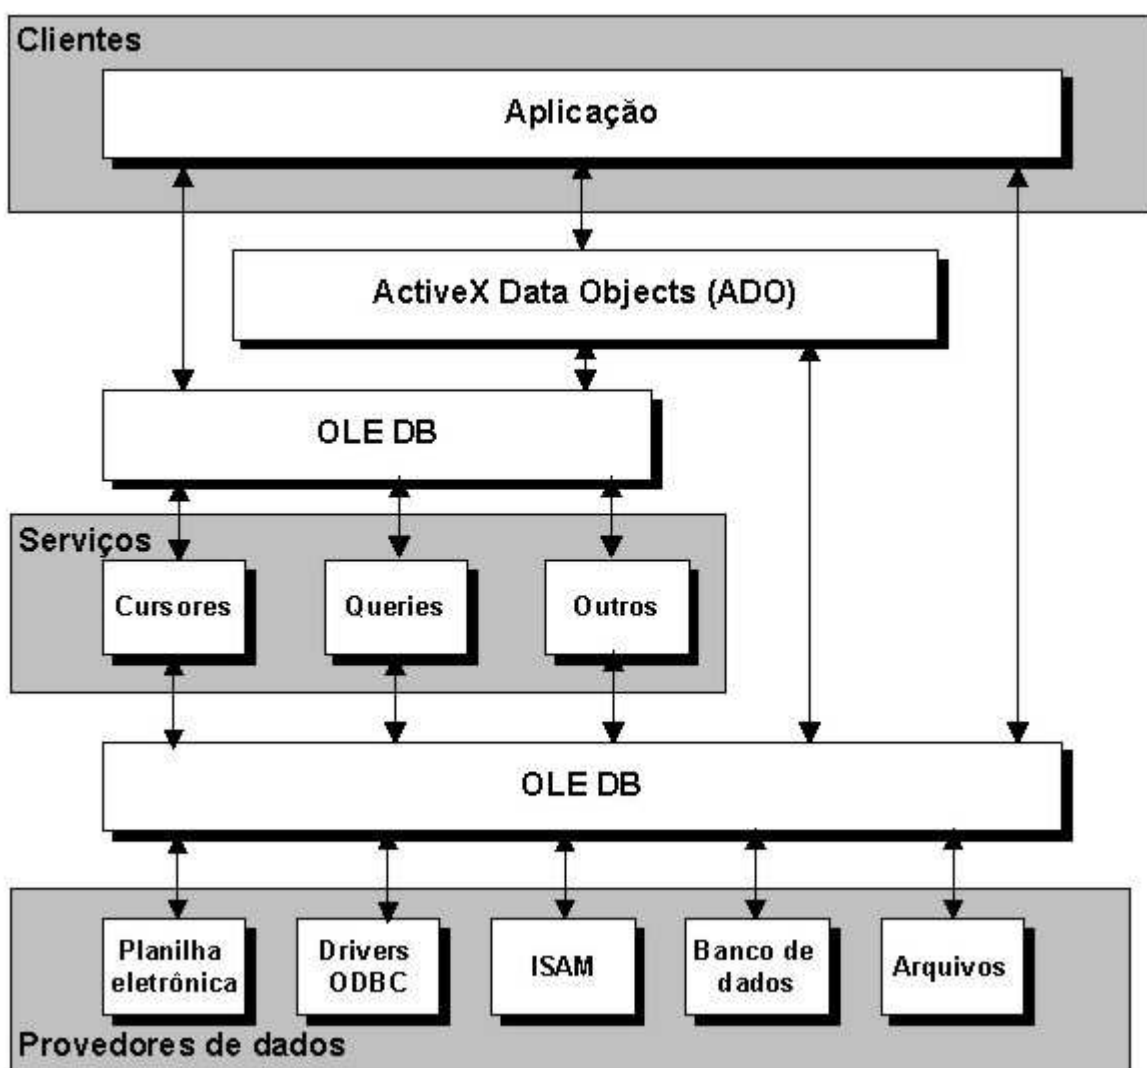 Clientes
Aplicação
ActiveX Data Objects (ADO)
OLE DB
Serviços
Cursores
Queries
Outros
OLE DB
Planilha
eletrônica
Drivers
ODBC
ISAM
Banco de
dados
Arquivos
Provedores de dados